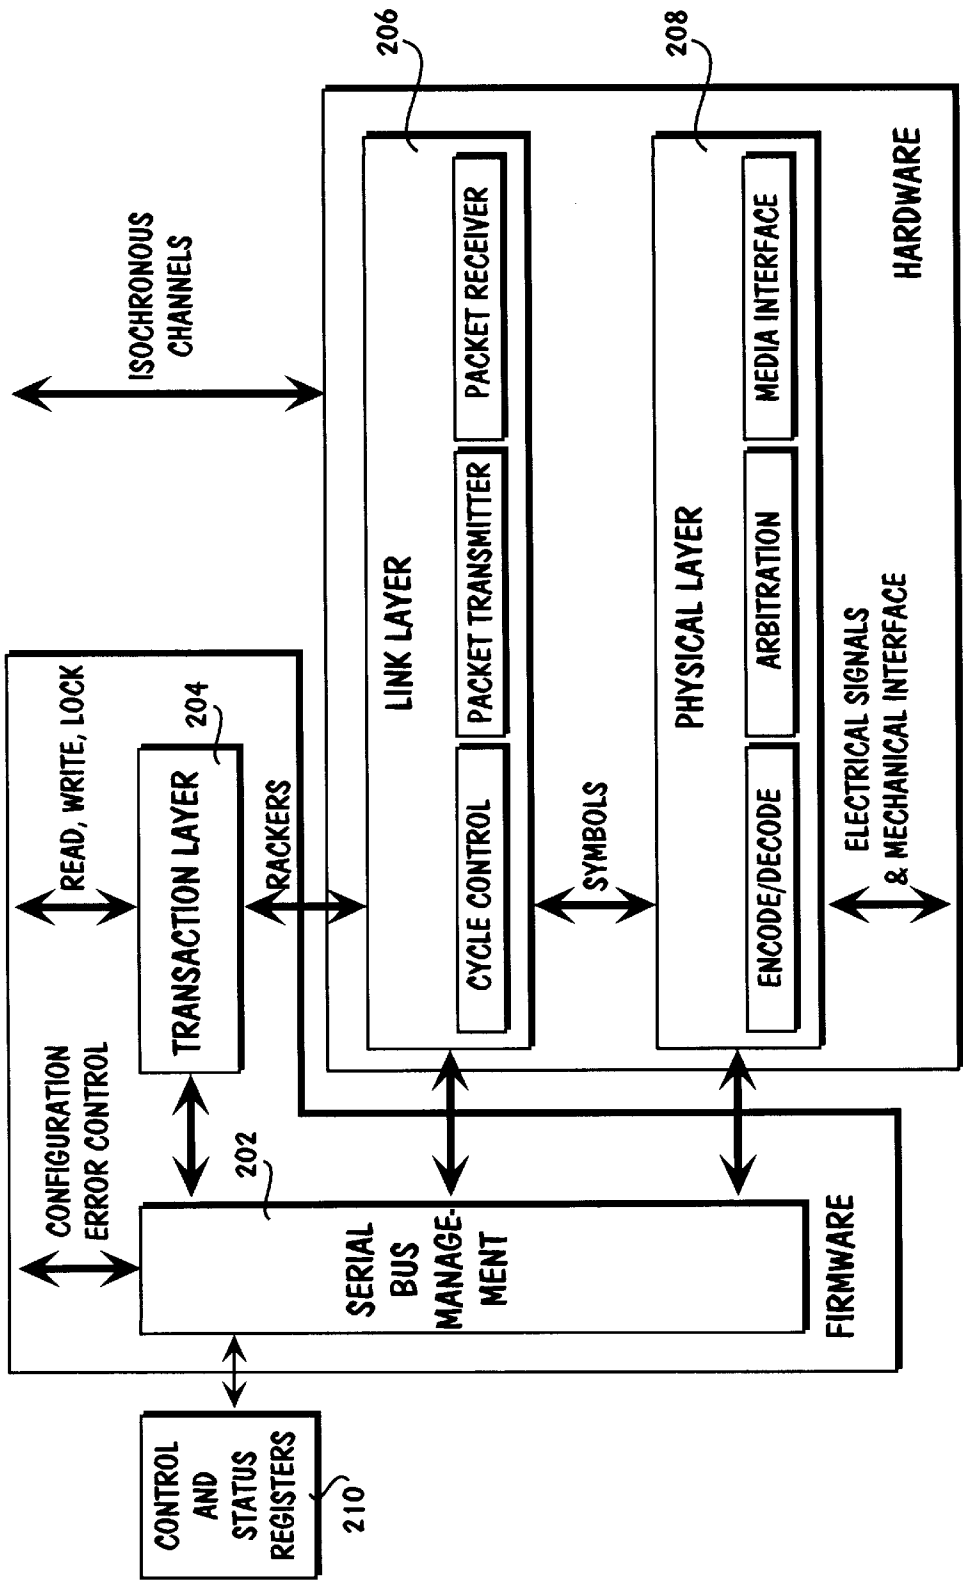 CONFIGURATION
ERROR CONTROL
READ, WRITE, LOCK
ISOCHRONOUS
CHANNELS
CONTROL
AND
STATUS
REGISTERS
210
202
SERIAL
BUS
MANAGE-
MENT
FIRMWARE
204
TRANSACTION LAYER
RACKERS
206
LINK LAYER
CYCLE CONTROL
PACKET TRANSMITTER
PACKET RECEIVER
SYMBOLS
208
PHYSICAL LAYER
ENCODE/DECODE
ARBITRATION
MEDIA INTERFACE
ELECTRICAL SIGNALS
& MECHANICAL INTERFACE
HARDWARE